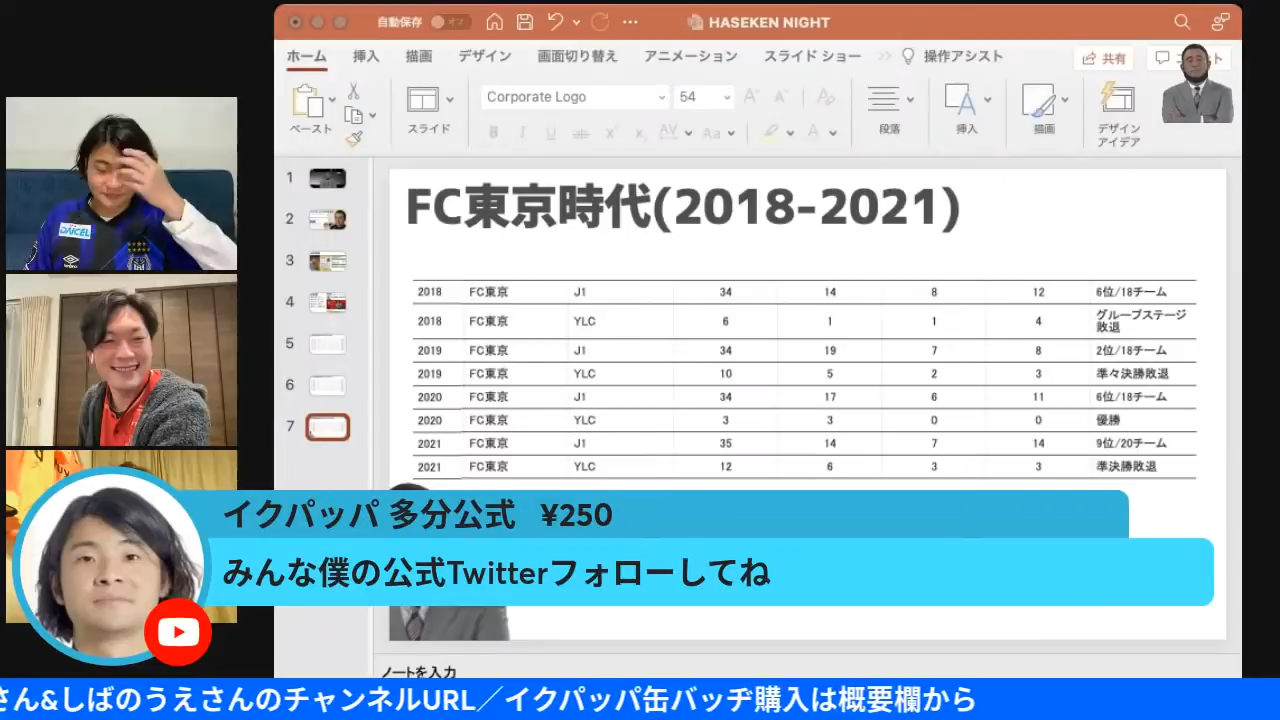 自動保存 オフ
HASEKEN NIGHT
ホーム 挿入 描画 デザイン 画面切り替え アニメーション スライド ショー 操作アシスト 共有
Corporate Logo 54
ペースト スライド 段落 挿入 描画 デザイン
アイデア
1
2
3
4
5
6
7
FC東京時代(2018-2021)
2018 FC東京 J1 34 14 8 12 6位/18チーム
2018 FC東京 YLC 6 1 1 4 グループステージ
敗退
2019 FC東京 J1 34 19 7 8 2位/18チーム
2019 FC東京 YLC 10 5 2 3 準々決勝敗退
2020 FC東京 J1 34 17 6 11 6位/18チーム
2020 FC東京 YLC 3 3 0 0 優勝
2021 FC東京 J1 35 14 7 14 9位/20チーム
2021 FC東京 YLC 12 6 3 3 準決勝敗退
DAICEL
umbro
イクパッパ 多分公式 ¥250
みんな僕の公式Twitterフォローしてね
ノートを入力
さん&しばのうえさんのチャンネルURL／イクパッパ缶バッヂ購入は概要欄から